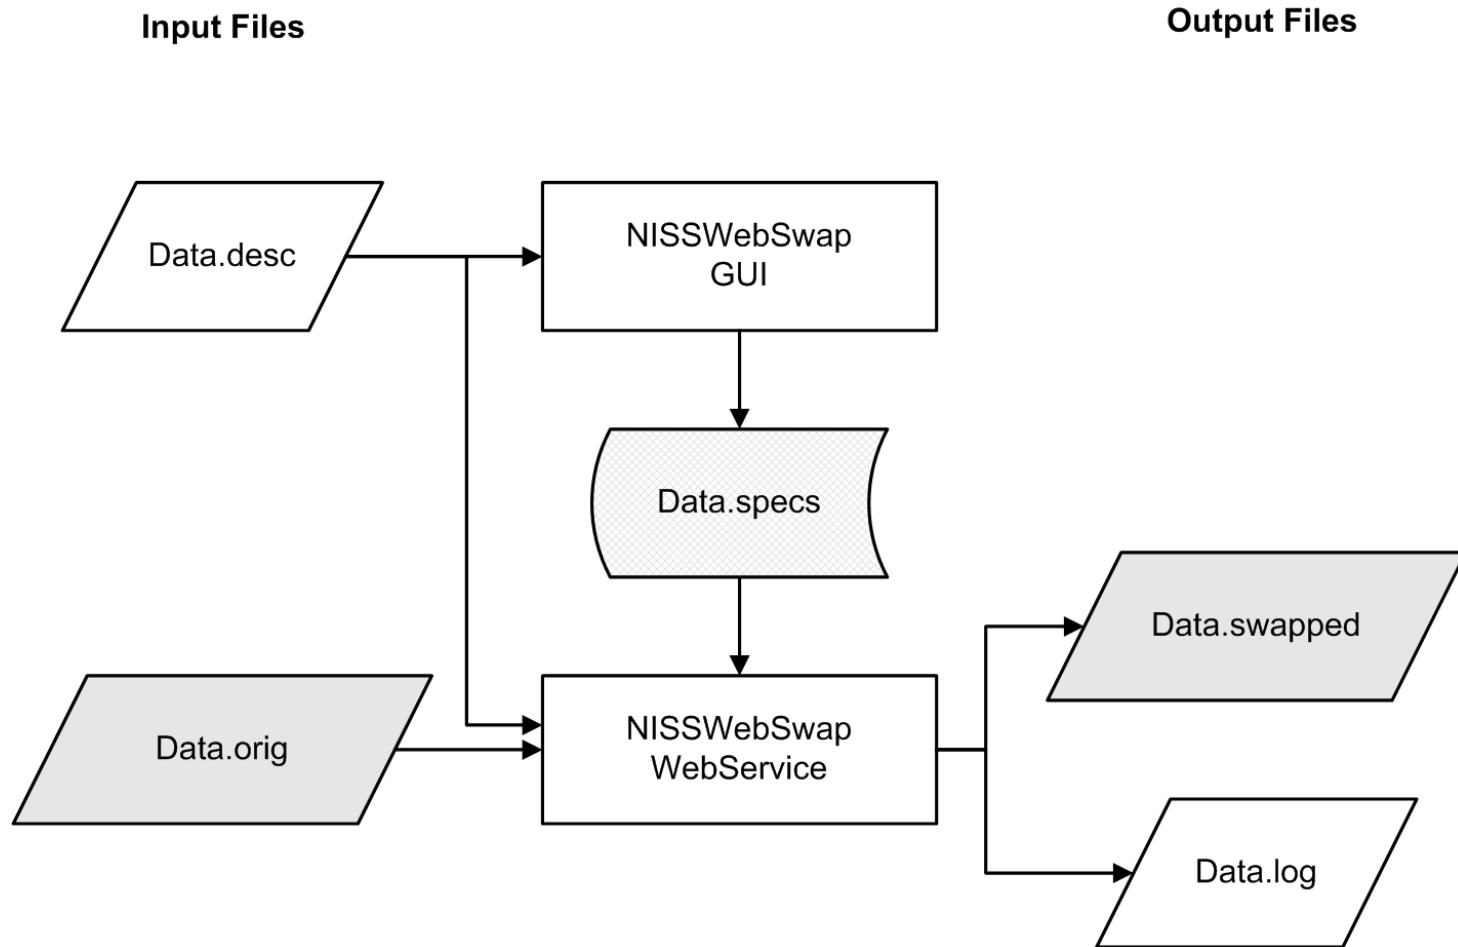 Input Files
Output Files
Data.desc
NISSWebSwap
GUI
Data.specs
Data.swapped
Data.orig
NISSWebSwap
WebService
Data.log